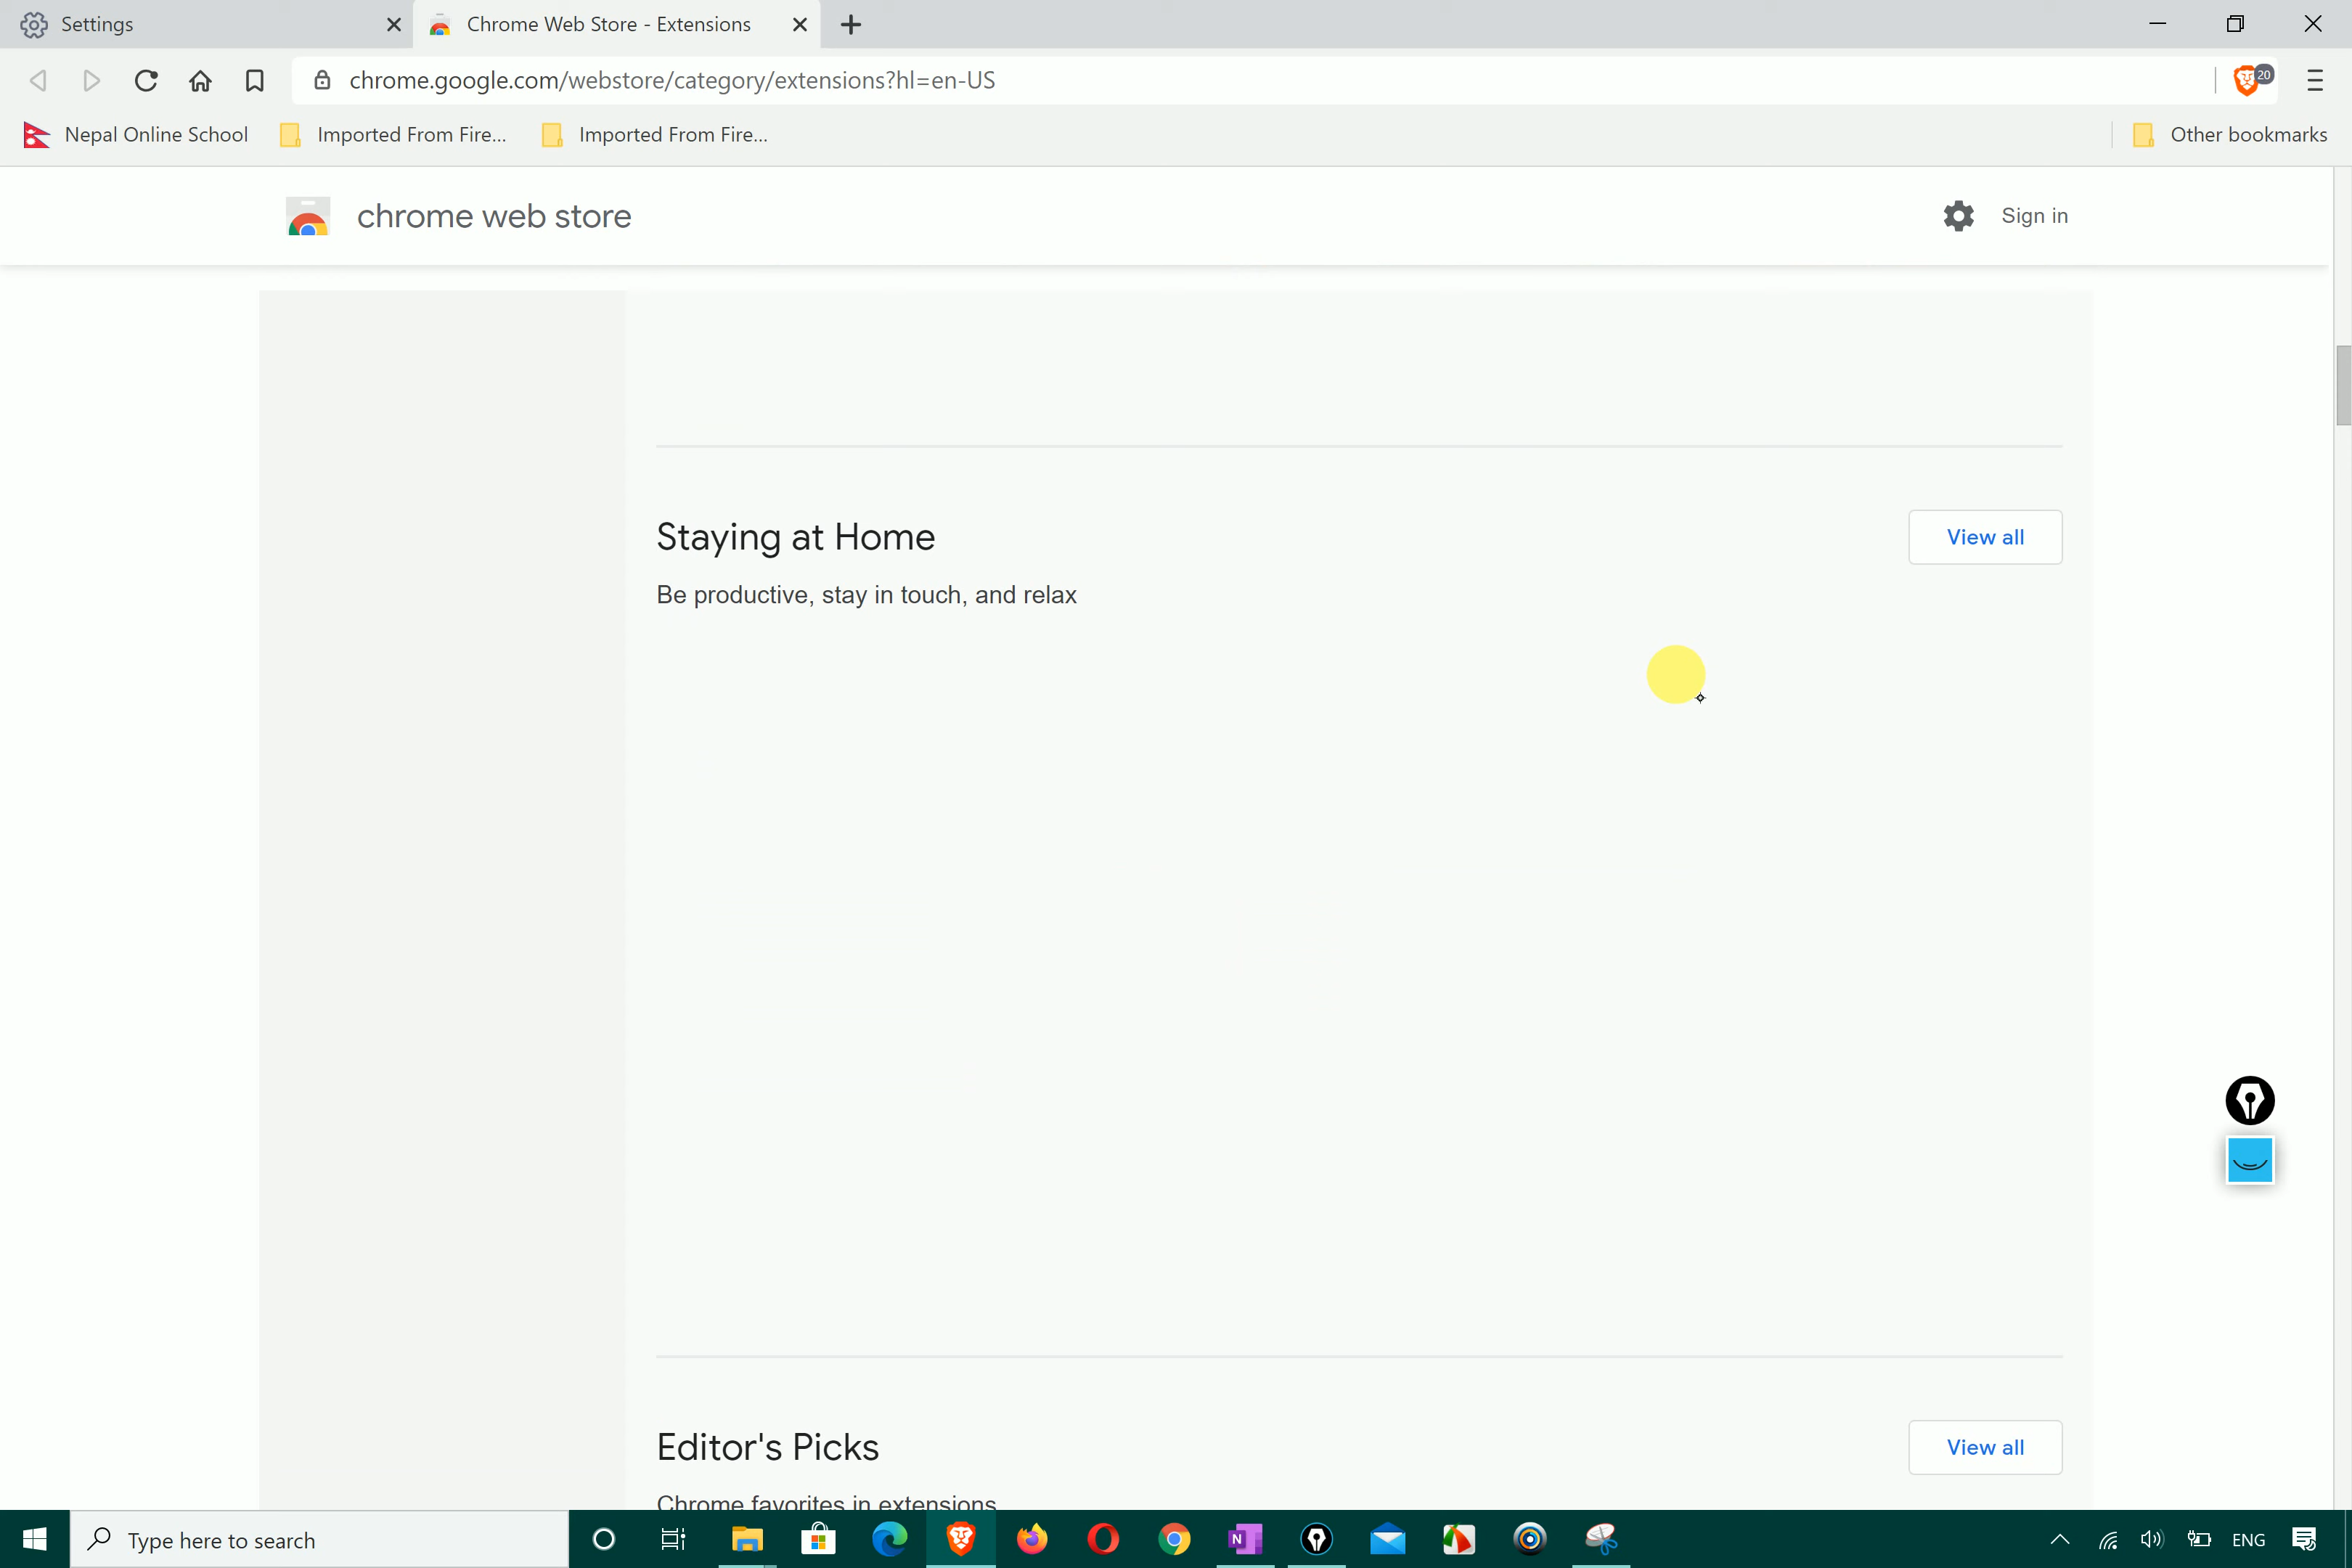 Settings
Chrome Web Store - Extensions
chrome.google.com/webstore/category/extensions?hl=en-US
20
Nepal Online School
Imported From Fire...
Imported From Fire...
Other bookmarks
chrome web store
Sign in
Staying at Home
View all
Be productive, stay in touch, and relax
Editor's Picks
View all
Chrome favorites in extensions
Type here to search
N
ENG